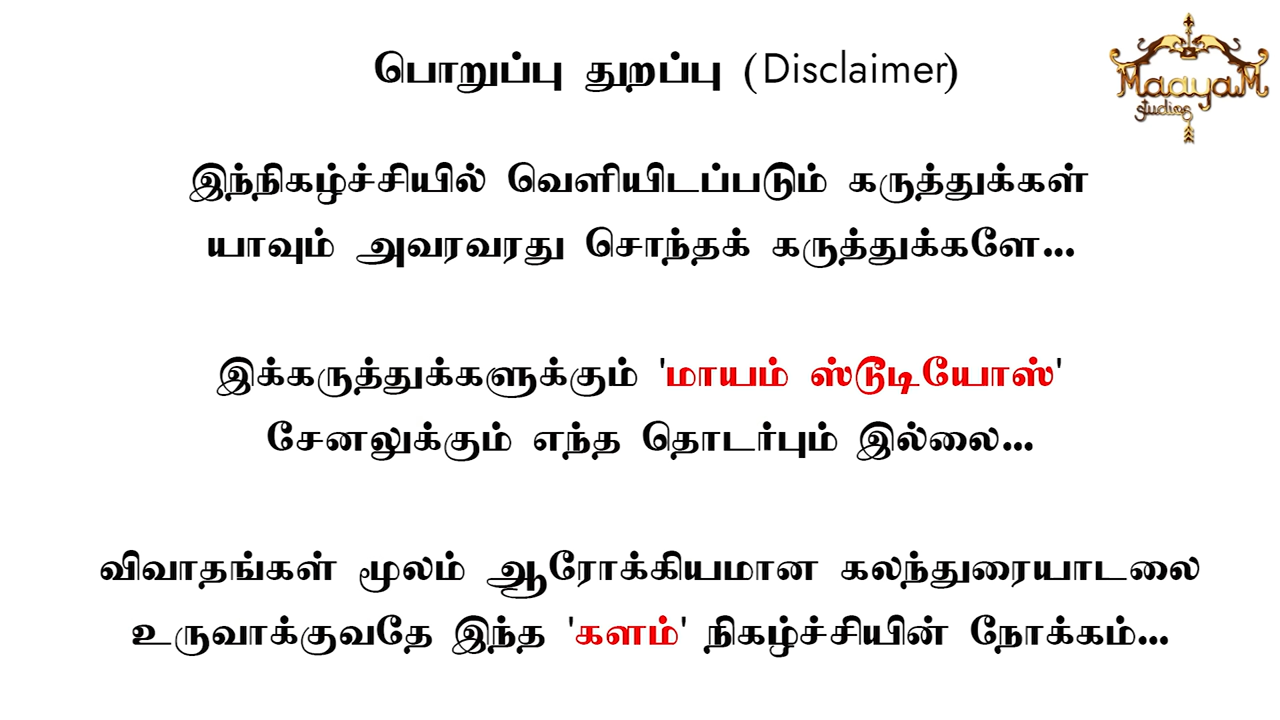 பொறுப்பு துறப்பு (Disclaimer)
Maayam
studios
இந்நிகழ்ச்சியில் வெளியிடப்படும் கருத்துக்கள்
யாவும் அவரவரது சொந்தக் கருத்துக்களே...
இக்கருத்துக்களுக்கும் 'மாயம் ஸ்டூடியோஸ்'
சேனலுக்கும் எந்த தொடர்பும் இல்லை...
விவாதங்கள் மூலம் ஆரோக்கியமான கலந்துரையாடலை
உருவாக்குவதே இந்த 'களம்' நிகழ்ச்சியின் நோக்கம்...